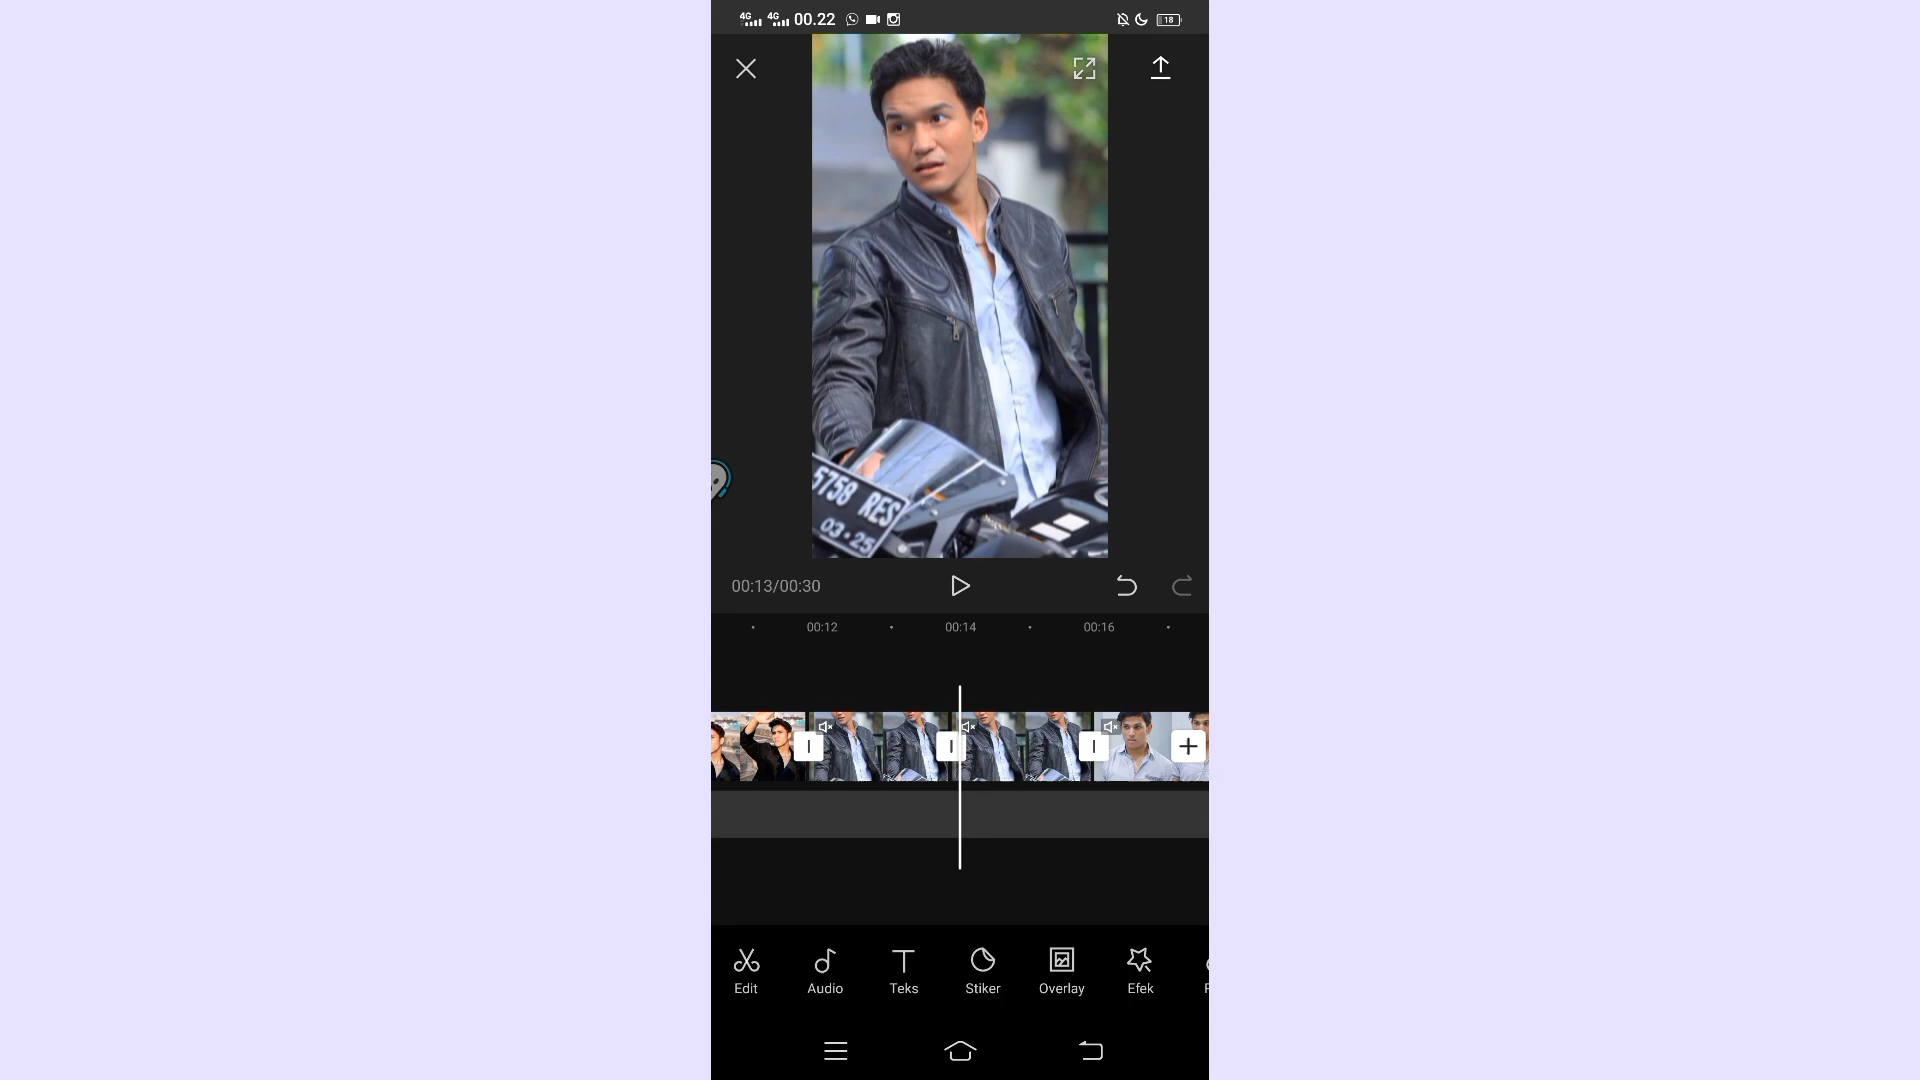 4G 4G 00.22 18
5758 RES
03·25
00:13/00:30
00:12 00:14 00:16
Edit Audio Teks Stiker Overlay Efek